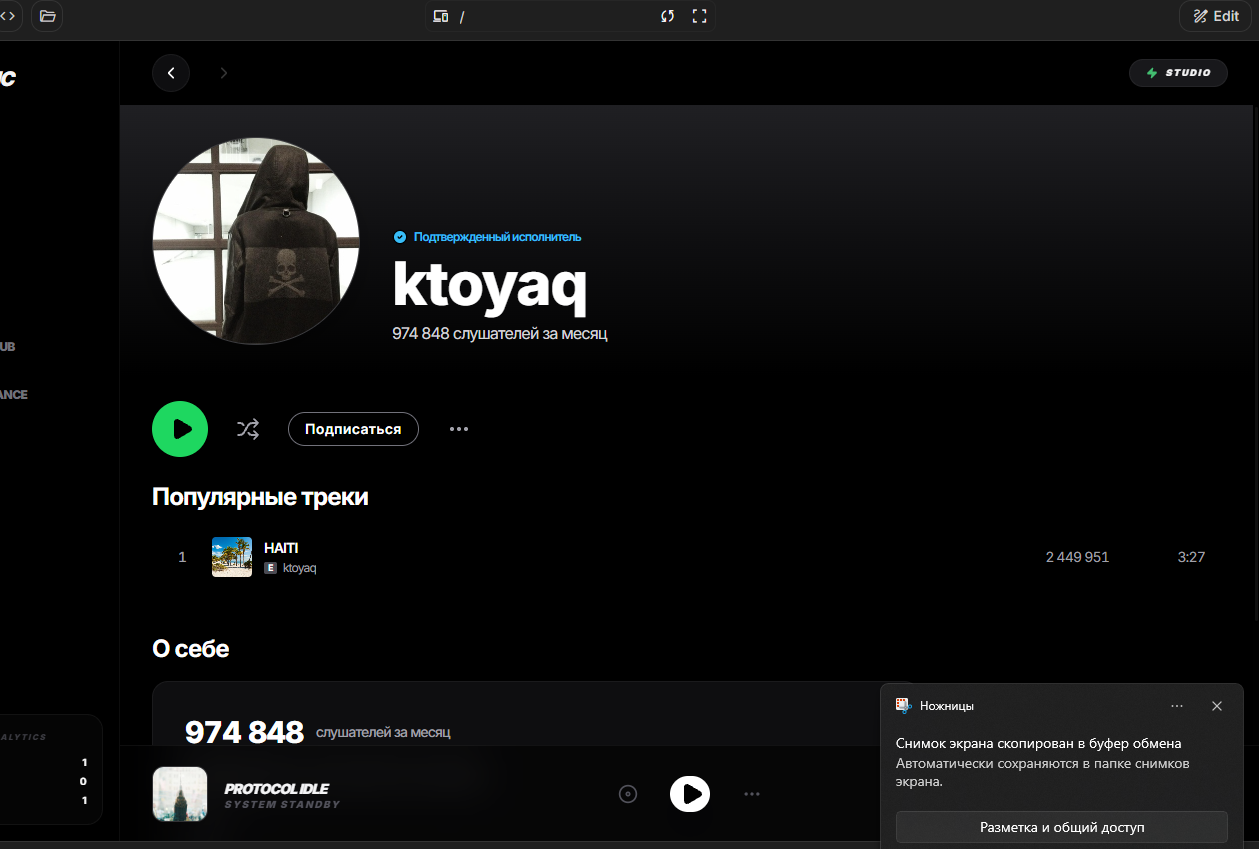 <>
/
Edit
STUDIO
Подтвержденный исполнитель
ktoyaq
974 848 слушателей за месяц
Подписаться
Популярные треки
1
HAITI
E ktoyaq
2 449 951
3:27
О себе
974 848 слушателей за месяц
ALYTICS
1
0
1
PROTOCOL IDLE
SYSTEM STANDBY
Ножницы
Снимок экрана скопирован в буфер обмена
Автоматически сохраняются в папке снимков
экрана.
Разметка и общий доступ